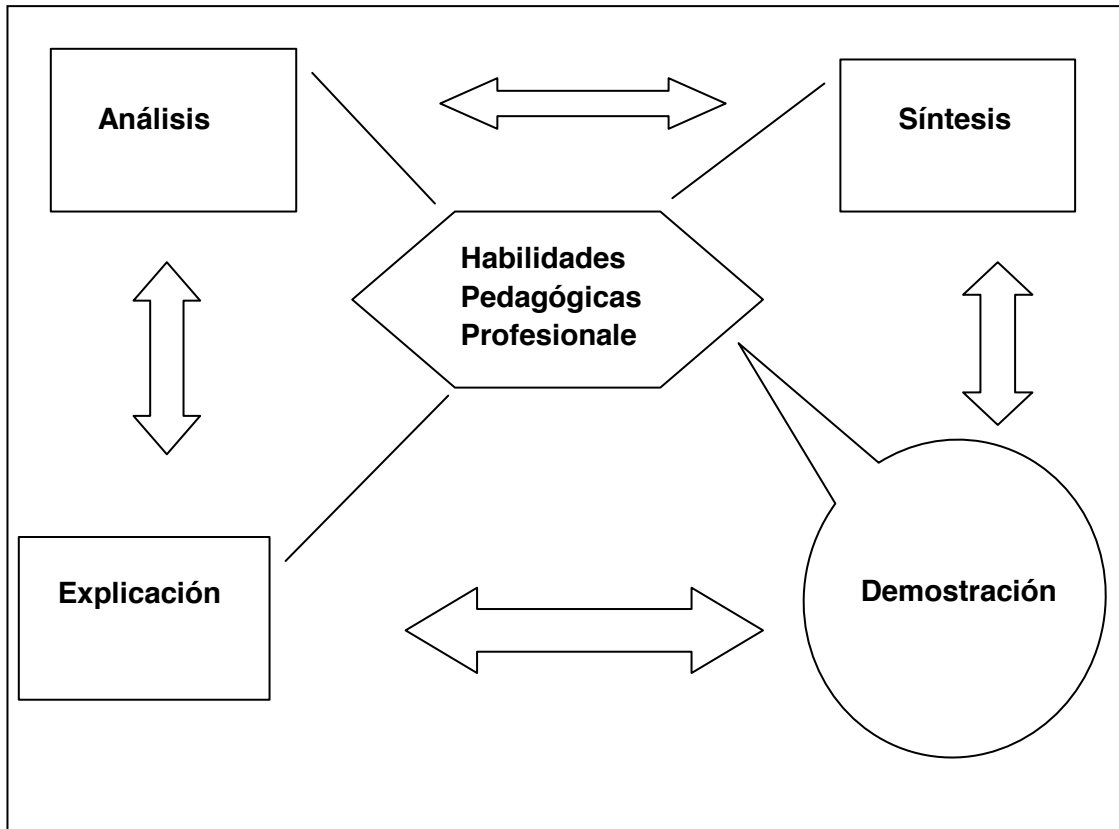 Análisis
Síntesis
Habilidades
Pedagógicas
Profesionale
Explicación
Demostración